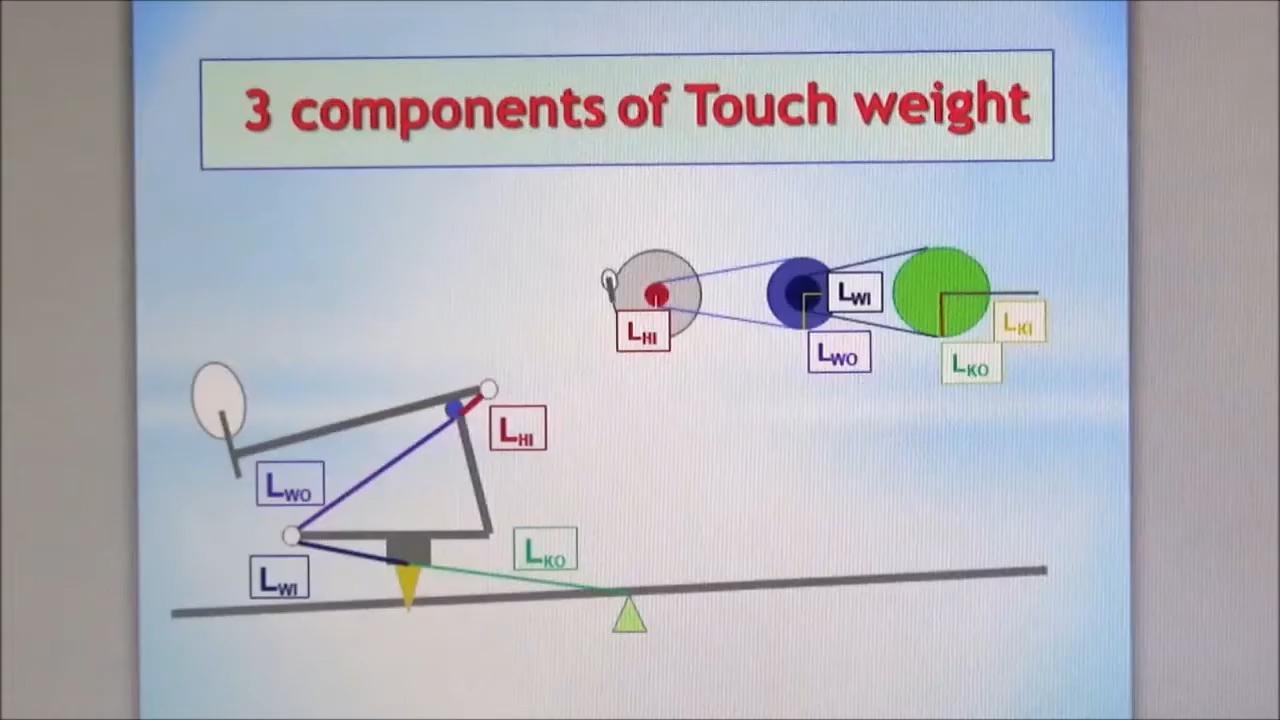 3 components of Touch weight
LWI
LHI
LKI
LWO
LKO
LHI
LWO
LKO
LWI